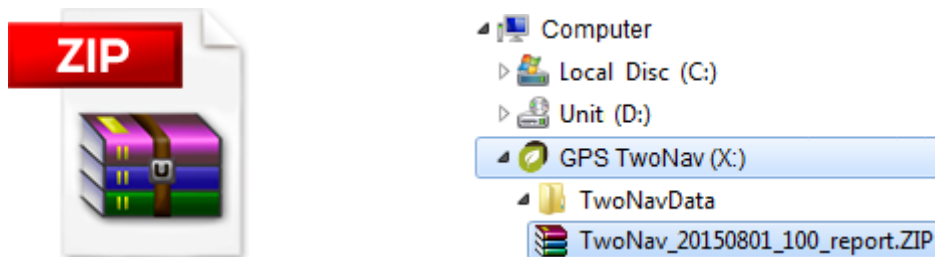 ZIP
Computer
Local Disc (C:)
Unit (D:)
GPS TwoNav (X:)
TwoNavData
TwoNav_20150801_100_report.ZIP